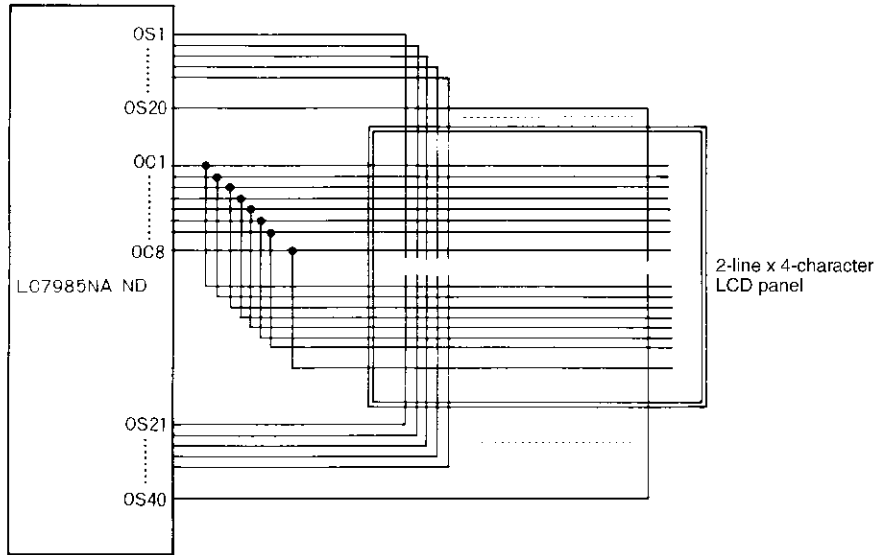 OS1
OS20
OC1
OC8
LC7985NA ND
2-line x 4-character
LCD panel
OS21
OS40